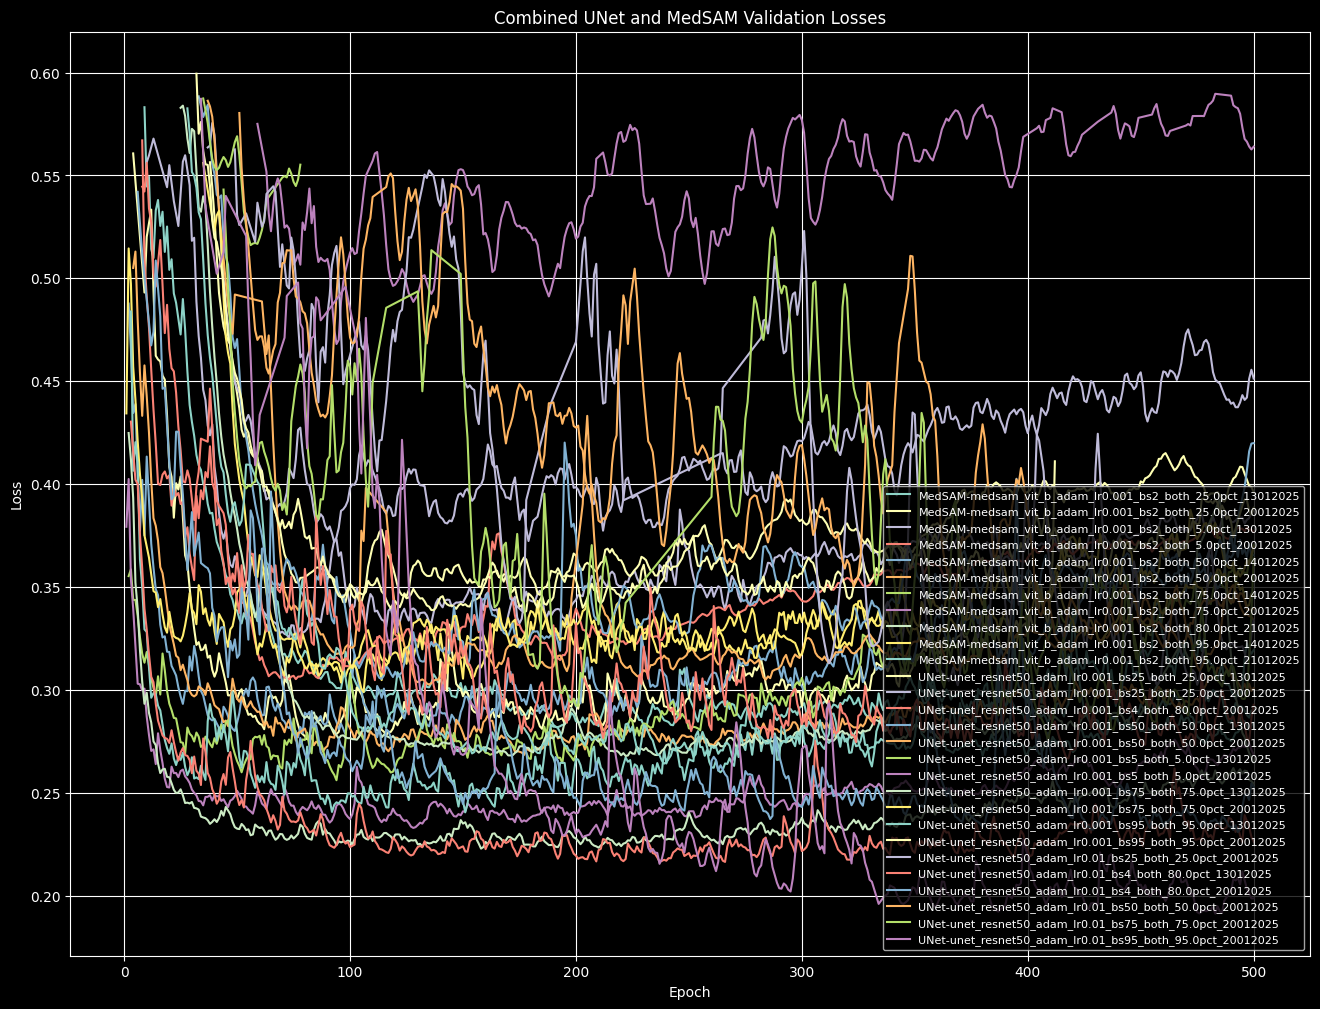 Combined UNet and MedSAM Validation Losses
0.60
0.55
0.50
0.45
0.40
0.35
0.30
0.25
0.20
Loss
MedSAM-medsam_vit_b_adam_lr0.001_bs2_both_25.0pct_13012025
MedSAM-medsam_vit_b_adam_lr0.001_bs2_both_25.0pct_20012025
MedSAM-medsam_vit_b_adam_lr0.001_bs2_both_5.0pct_13012025
MedSAM-medsam_vit_b_adam_lr0.001_bs2_both_5.0pct_20012025
MedSAM-medsam_vit_b_adam_lr0.001_bs2_both_50.0pct_14012025
MedSAM-medsam_vit_b_adam_lr0.001_bs2_both_50.0pct_20012025
MedSAM-medsam_vit_b_adam_lr0.001_bs2_both_75.0pct_14012025
MedSAM-medsam_vit_b_adam_lr0.001_bs2_both_75.0pct_20012025
MedSAM-medsam_vit_b_adam_lr0.001_bs2_both_80.0pct_21012025
MedSAM-medsam_vit_b_adam_lr0.001_bs2_both_95.0pct_14012025
MedSAM-medsam_vit_b_adam_lr0.001_bs2_both_95.0pct_21012025
UNet-unet_resnet50_adam_lr0.001_bs25_both_25.0pct_13012025
UNet-unet_resnet50_adam_lr0.001_bs25_both_25.0pct_20012025
UNet-unet_resnet50_adam_lr0.001_bs4_both_80.0pct_20012025
UNet-unet_resnet50_adam_lr0.001_bs50_both_50.0pct_13012025
UNet-unet_resnet50_adam_lr0.001_bs50_both_50.0pct_20012025
UNet-unet_resnet50_adam_lr0.001_bs5_both_5.0pct_13012025
UNet-unet_resnet50_adam_lr0.001_bs5_both_5.0pct_20012025
UNet-unet_resnet50_adam_lr0.001_bs75_both_75.0pct_13012025
UNet-unet_resnet50_adam_lr0.001_bs75_both_75.0pct_20012025
UNet-unet_resnet50_adam_lr0.001_bs95_both_95.0pct_13012025
UNet-unet_resnet50_adam_lr0.001_bs95_both_95.0pct_20012025
UNet-unet_resnet50_adam_lr0.01_bs25_both_25.0pct_20012025
UNet-unet_resnet50_adam_lr0.01_bs4_both_80.0pct_13012025
UNet-unet_resnet50_adam_lr0.01_bs4_both_80.0pct_20012025
UNet-unet_resnet50_adam_lr0.01_bs50_both_50.0pct_20012025
UNet-unet_resnet50_adam_lr0.01_bs75_both_75.0pct_20012025
UNet-unet_resnet50_adam_lr0.01_bs95_both_95.0pct_20012025
0 100 200 300 400 500
Epoch